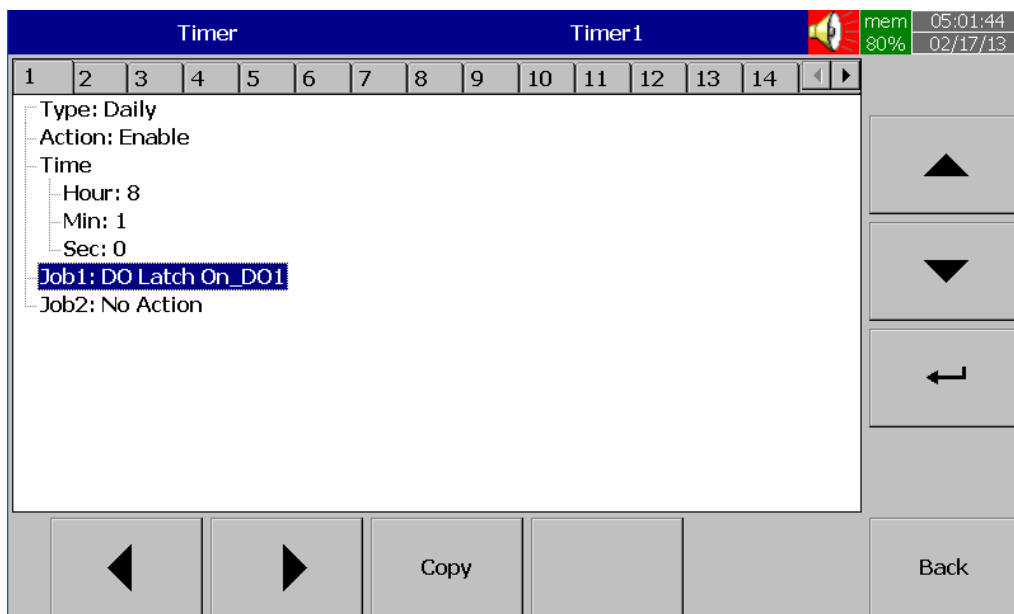 Timer Timer1 mem 05:01:44
80% 02/17/13
1 2 3 4 5 6 7 8 9 10 11 12 13 14
Type: Daily
Action: Enable
Time
Hour: 8
Min: 1
Sec: 0
Job1: DO Latch On_DO1
Job2: No Action
Copy Back